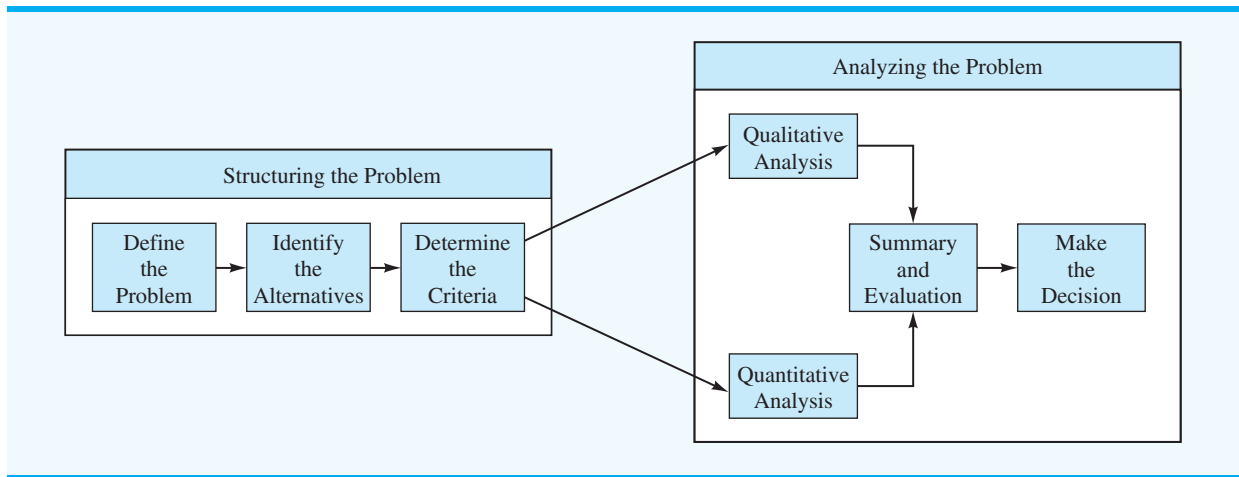 Structuring the Problem
Define
the
Problem
Identify
the
Alternatives
Determine
the
Criteria
Analyzing the Problem
Qualitative
Analysis
Quantitative
Analysis
Summary
and
Evaluation
Make
the
Decision